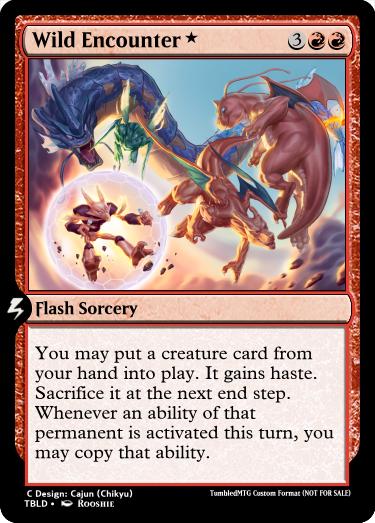 Wild Encounter ★ 3
Flash Sorcery
You may put a creature card from
your hand into play. It gains haste.
Sacrifice it at the next end step.
Whenever an ability of that
permanent is activated this turn, you
may copy that ability.
C Design: Cajun (Chikyu) TumbledMTG Custom Format (NOT FOR SALE)
TBLD • ROOSHIE